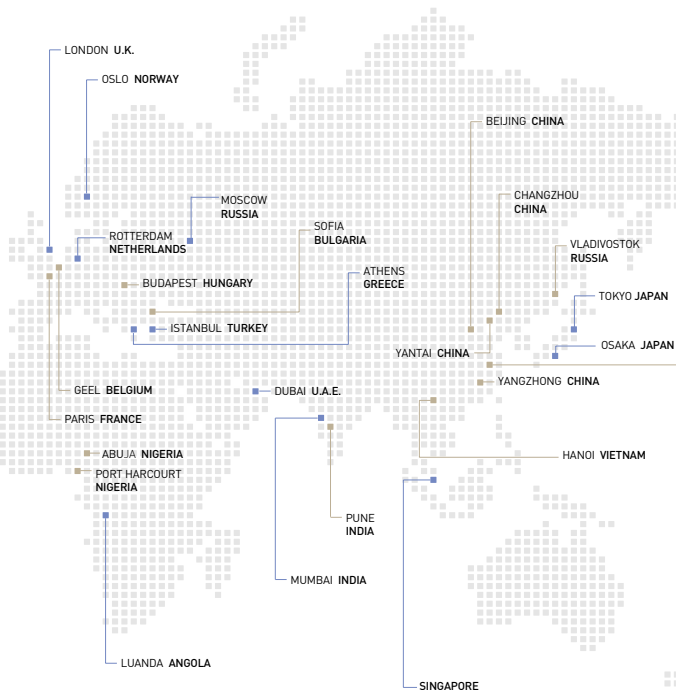 LONDON U.K.
OSLO NORWAY
BEIJING CHINA
MOSCOW
RUSSIA
CHANGZHOU
CHINA
SOFIA
BULGARIA
ROTTERDAM
NETHERLANDS
VLADIVOSTOK
RUSSIA
ATHENS
GREECE
BUDAPEST HUNGARY
TOKYO JAPAN
ISTANBUL TURKEY
OSAKA JAPAN
YANTAI CHINA
YANGZHONG CHINA
GEEL BELGIUM
DUBAI U.A.E.
PARIS FRANCE
ABUJA NIGERIA
HANOI VIETNAM
PORT HARCOURT
NIGERIA
PUNE
INDIA
MUMBAI INDIA
LUANDA ANGOLA
SINGAPORE